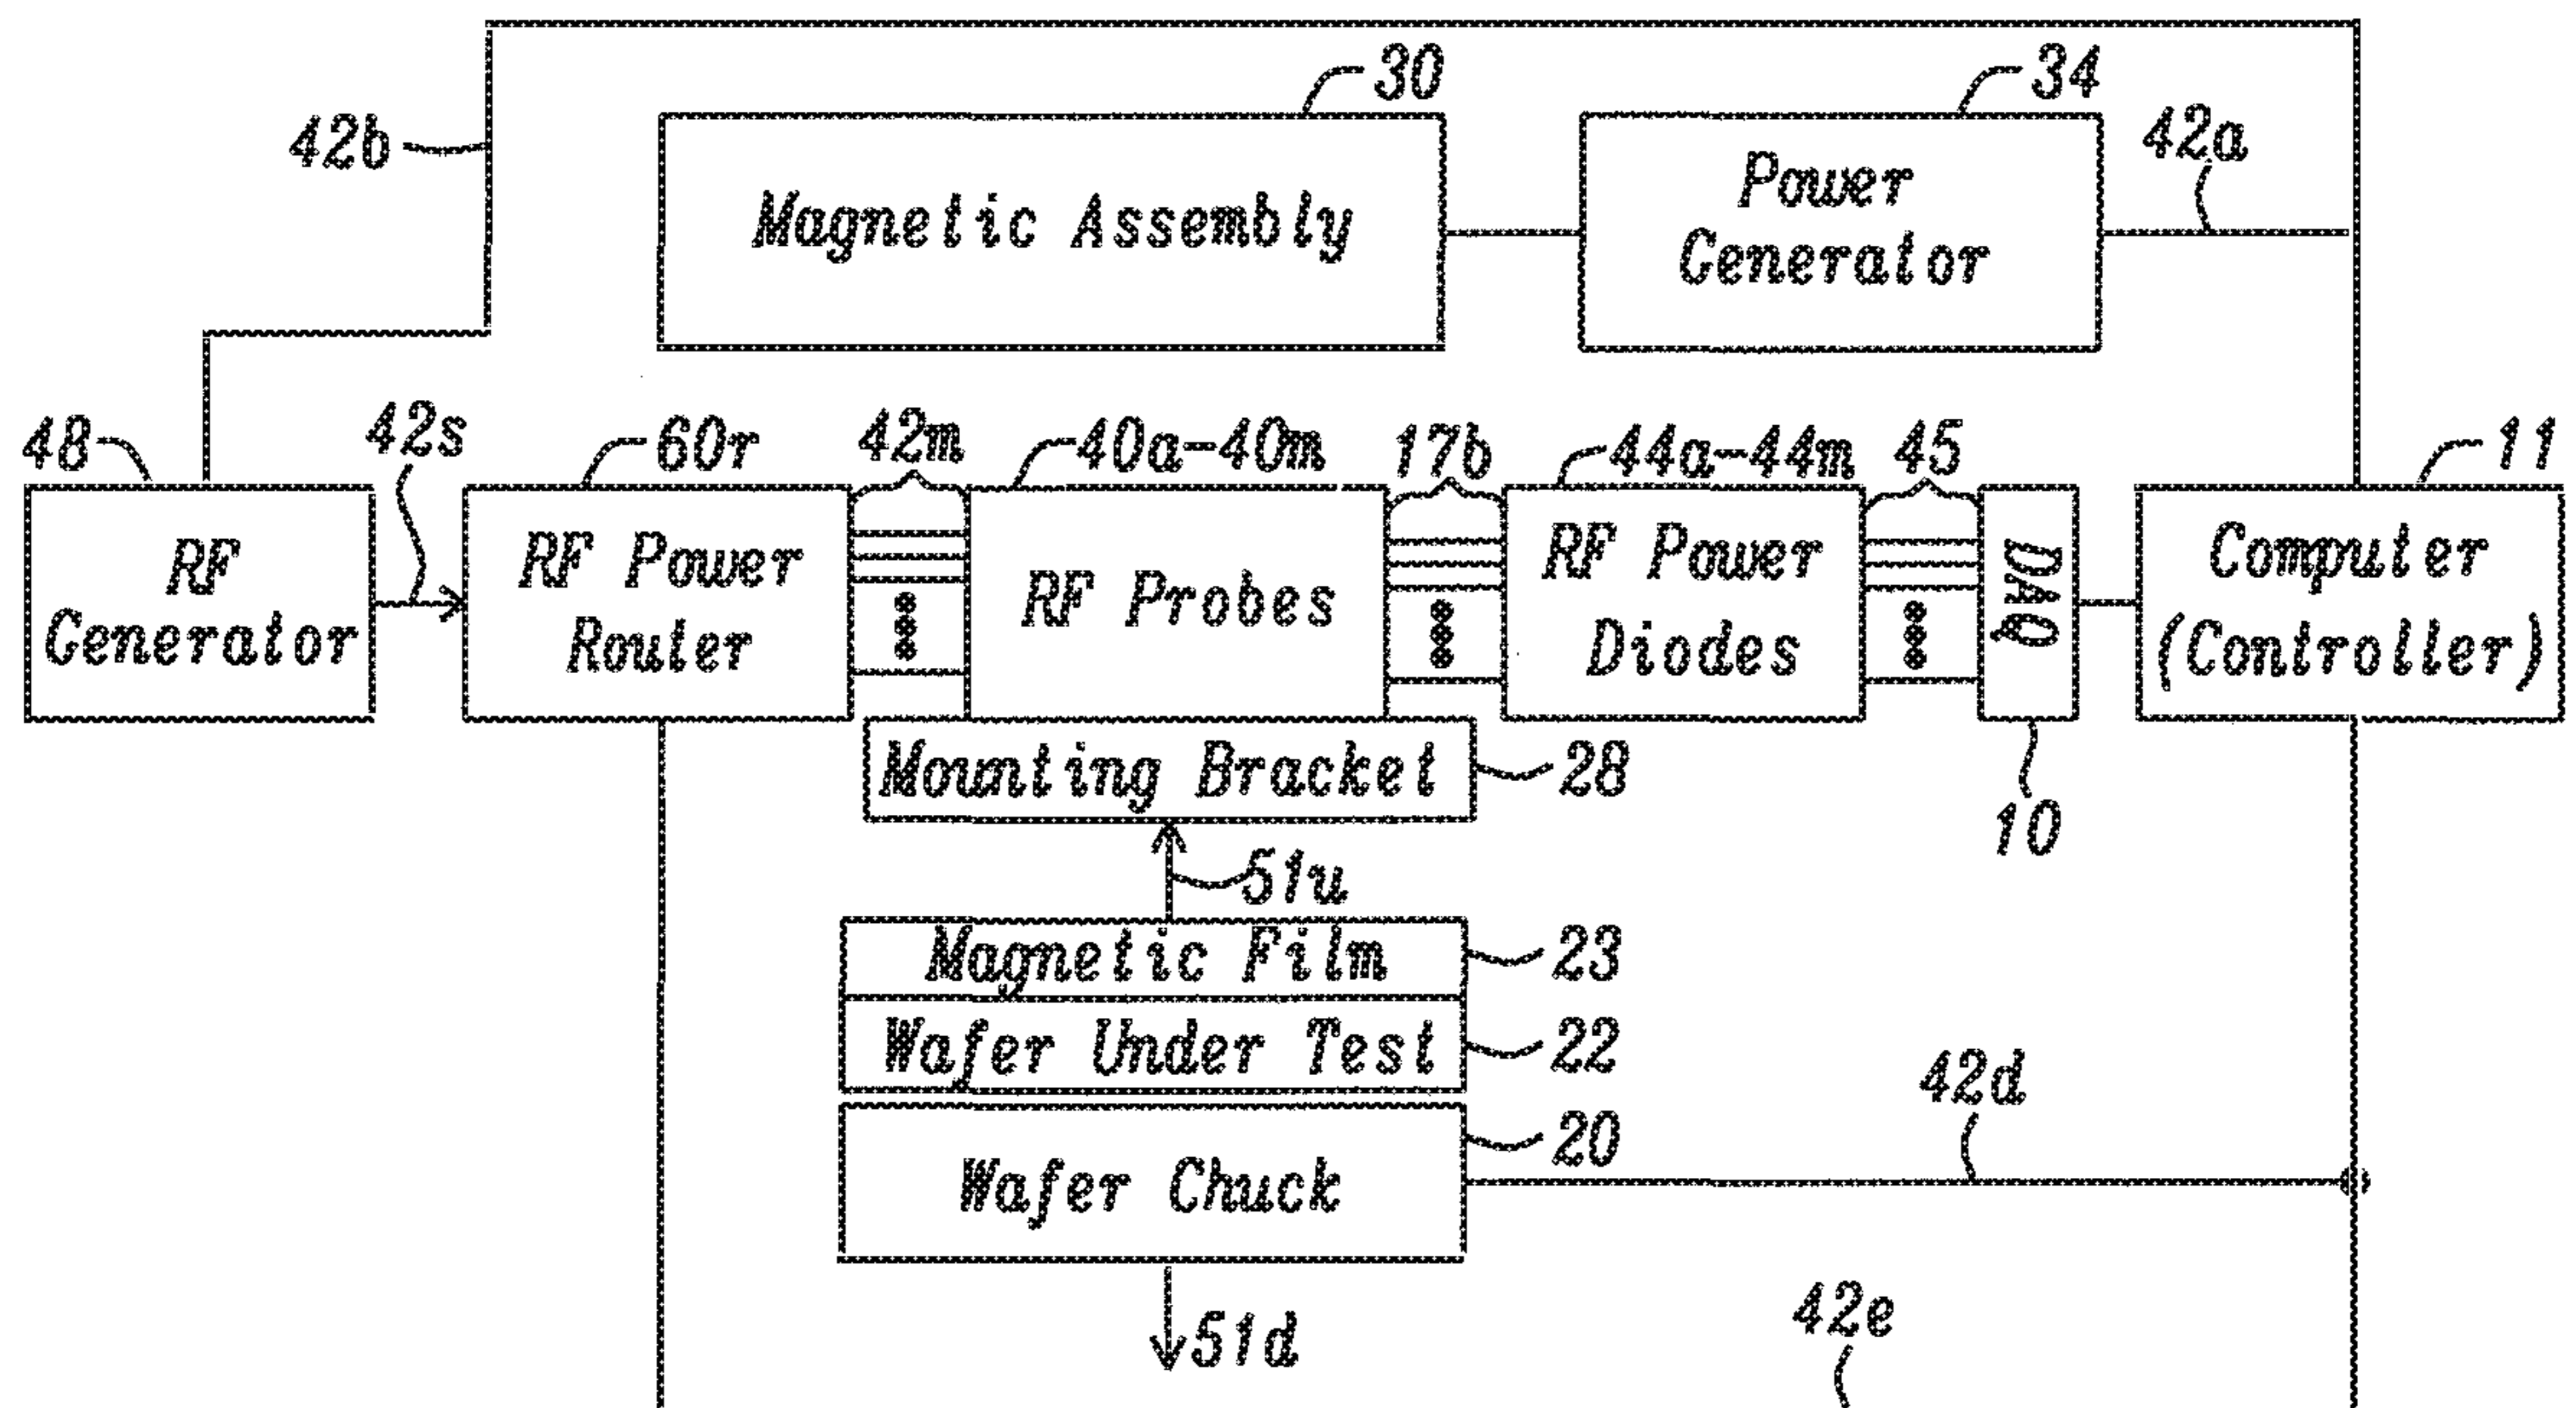 30
34
42b
42a
Magnetic Assembly
Power
Generator
48
42s
60r
42m
40a-40m
17b
44a-44m
45
11
RF
Generator
RF Power
Router
RF Probes
RF Power
Diodes
DAQ
Computer
(Controller)
Mounting Bracket
28
10
51u
Magnetic Film
23
Wafer Under Test
22
42d
20
Wafer Chuck
42e
51d